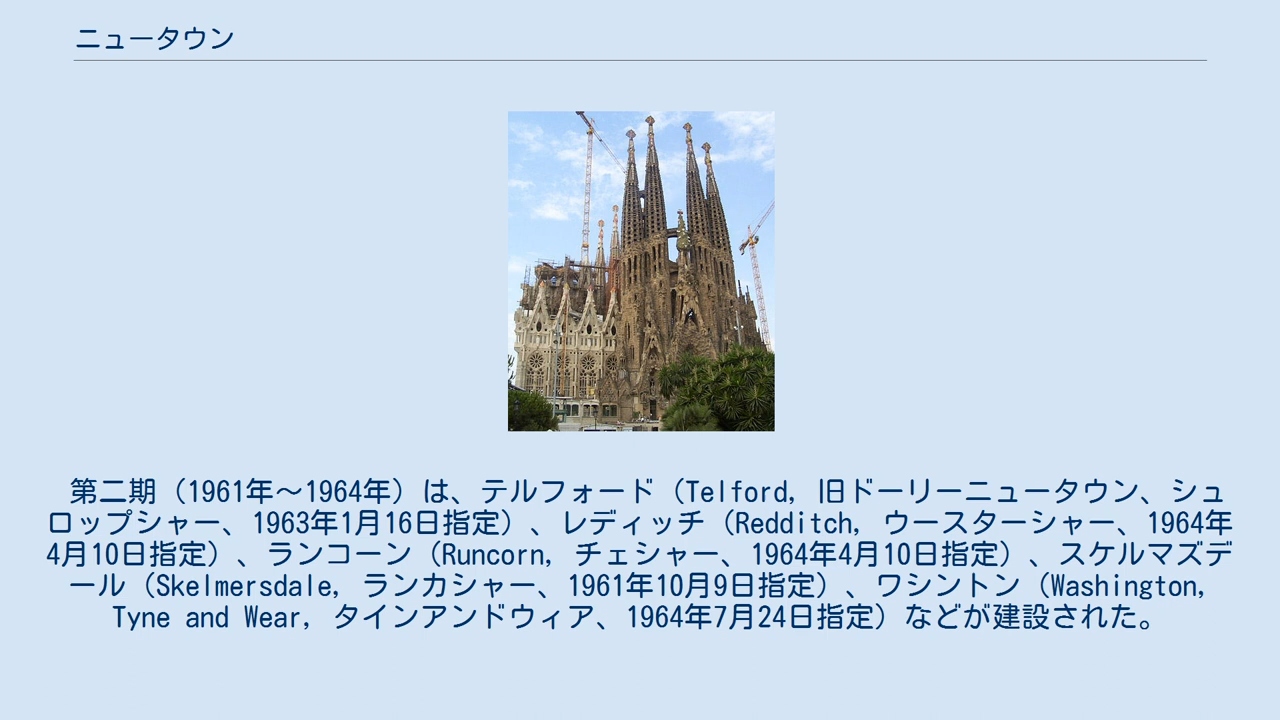 ニュータウン
第二期（1961年〜1964年）は、テルフォード（Telford, 旧ドーリーニュータウン、シュ
ロップシャー、1963年1月16日指定）、レディッチ（Redditch, ウースターシャー、1964年
4月10日指定）、ランコーン（Runcorn, チェシャー、1964年4月10日指定）、スケルマズデ
ール（Skelmersdale, ランカシャー、1961年10月9日指定）、ワシントン（Washington,
Tyne and Wear, タインアンドウィア、1964年7月24日指定）などが建設された。